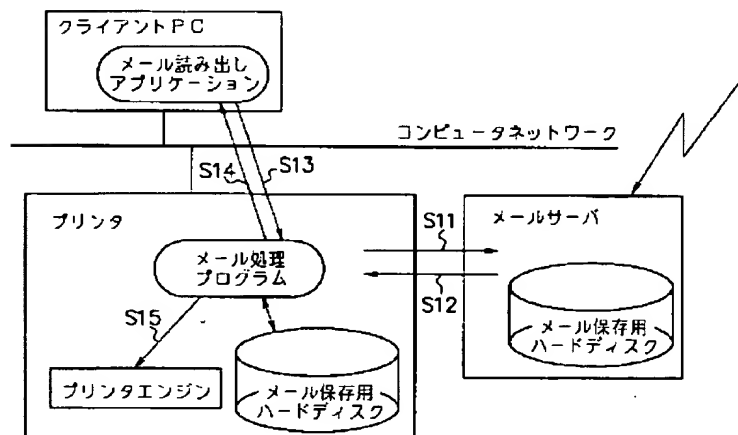 クライアントPC
メール読み出し
アプリケーション
コンピュータネットワーク
S14
S13
プリンタ
メール処理
プログラム
S11
S12
メールサーバ
メール保存用
ハードディスク
S15
プリンタエンジン
メール保存用
ハードディスク